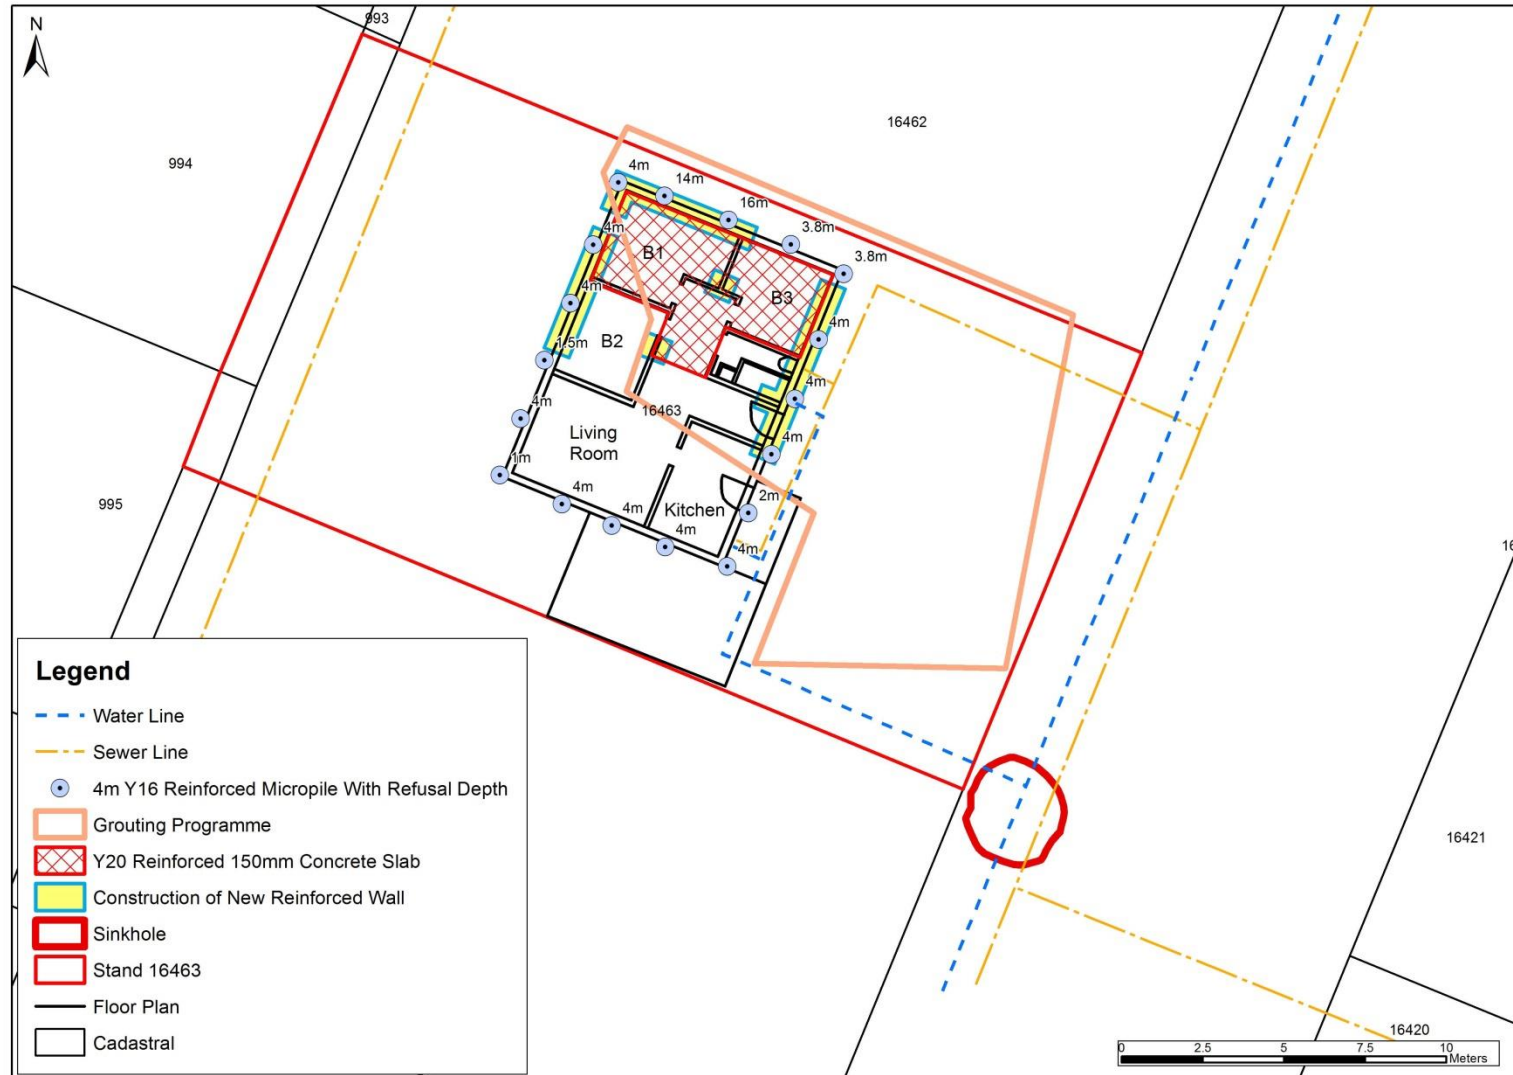 N
993
994
16462
4m
14m
16m
3.8m
3.8m
4m
B1
B3
4m
4m
1.5m
B2
4m
4m
16463
4m
Living
Room
1m
4m
4m
4m
Kitchen
2m
4m
995
16
16421
16420
Legend
Water Line
Sewer Line
4m Y16 Reinforced Micropile With Refusal Depth
Grouting Programme
Y20 Reinforced 150mm Concrete Slab
Construction of New Reinforced Wall
Sinkhole
Stand 16463
Floor Plan
Cadastral
0 2.5 5 7.5 10
Meters